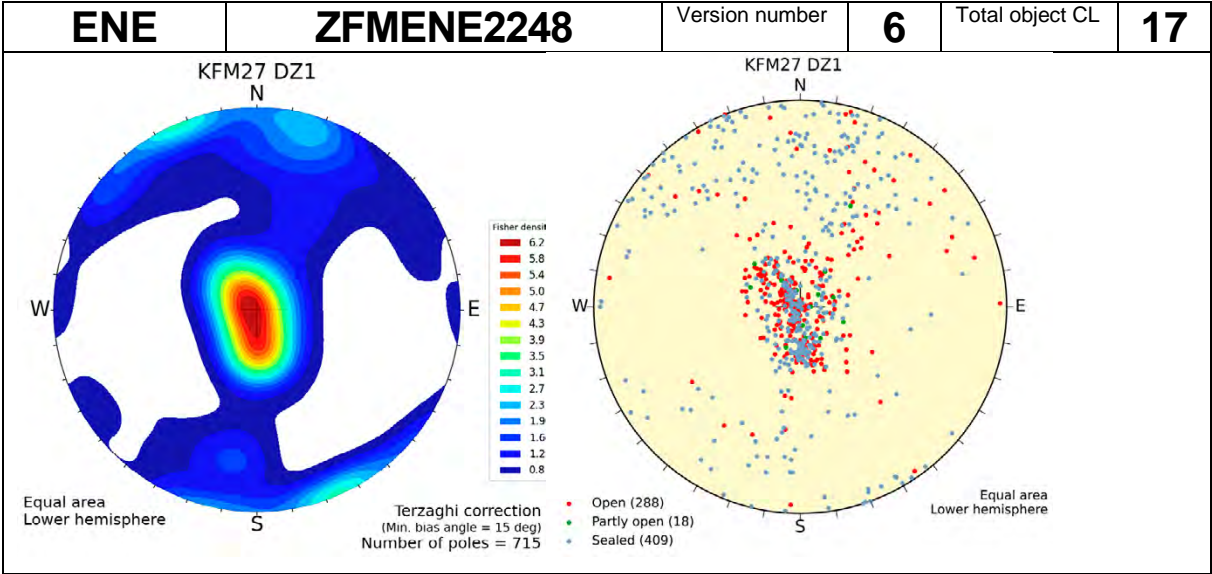 ENE ZFMENE2248 Version number 6 Total object CL 17
KFM27 DZ1
N
W
E
S
Fisher densit
6.2
5.8
5.4
5.0
4.7
4.3
3.9
3.5
3.1
2.7
2.3
1.9
1.6
1.2
0.8
Equal area
Lower hemisphere
Terzaghi correction
(Min. bias angle = 15 deg)
Number of poles = 715
KFM27 DZ1
N
W
E
S
Open (288)
Partly open (18)
Sealed (409)
Equal area
Lower hemisphere